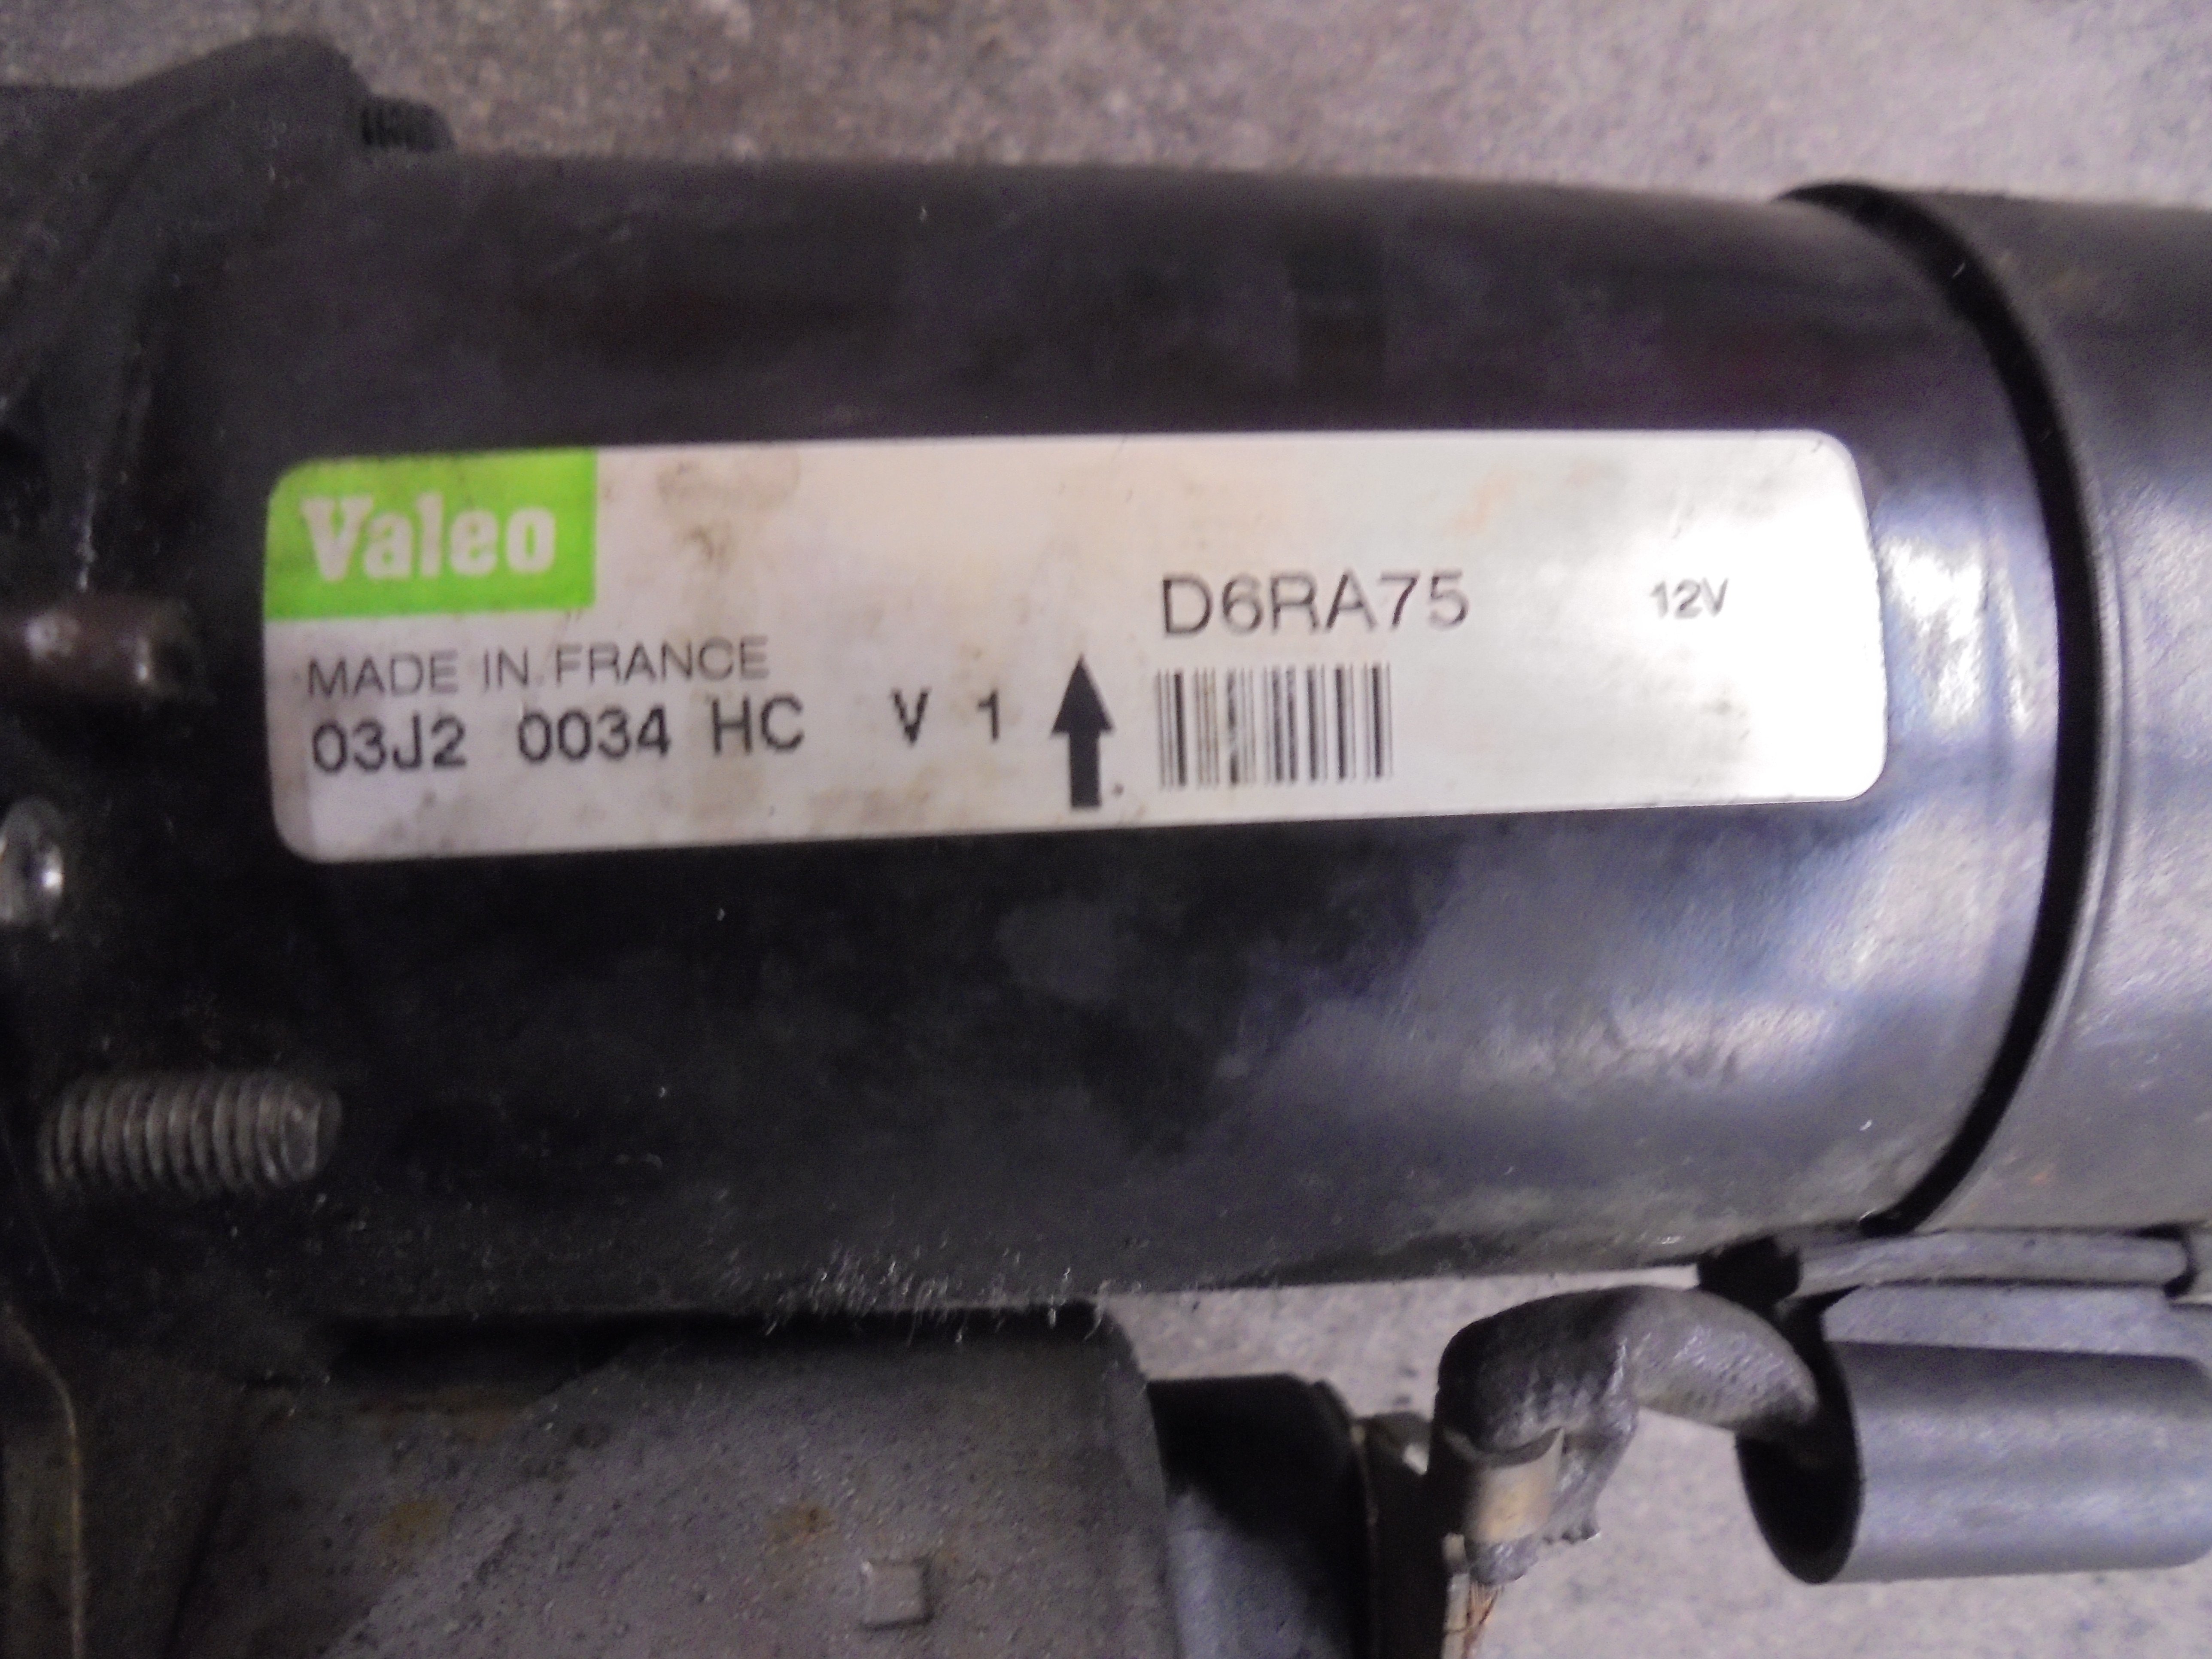 Valeo
D6RA75 12V
MADE IN FRANCE
03J2 0034 HC V 1